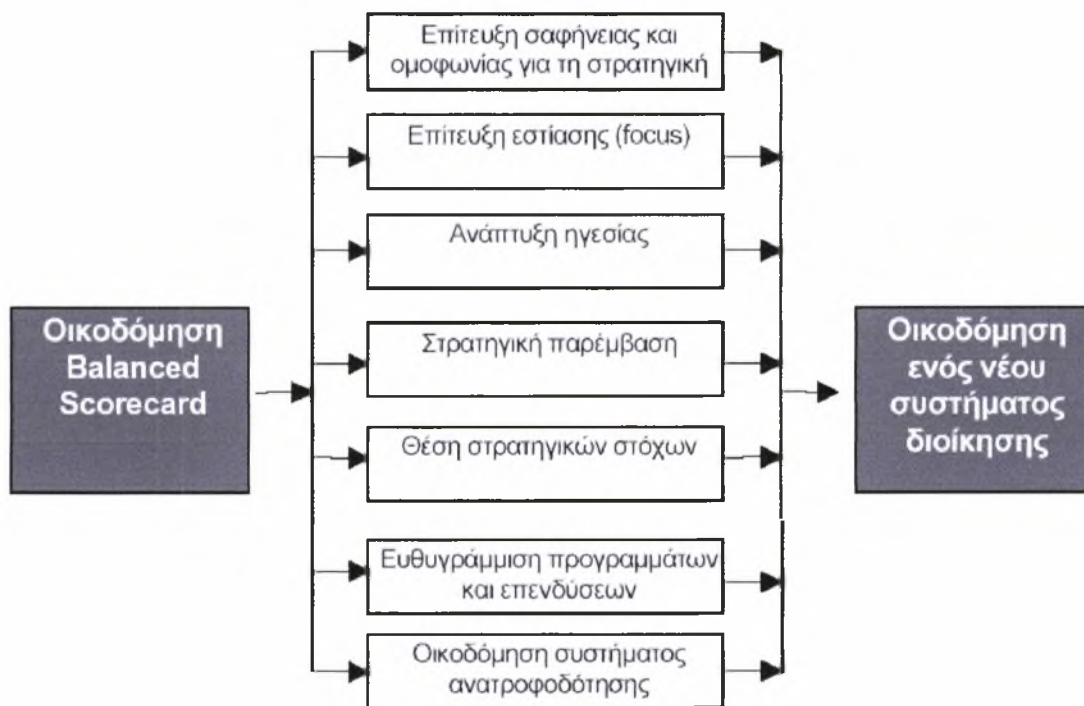 Οικοδόμηση
Balanced
Scorecard
Επίτευξη σαφήνειας και
ομοφωνίας για τη στρατηγική
Επίτευξη εστίασης (focus)
Ανάπτυξη ηγεσίας
Στρατηγική παρέμβαση
Θέση στρατηγικών στόχων
Ευθυγράμμιση προγραμμάτων
και επενδύσεων
Οικοδόμηση συστήματος
ανατροφοδότησης
Οικοδόμηση
ενός νέου
συστήματος
διοίκησης